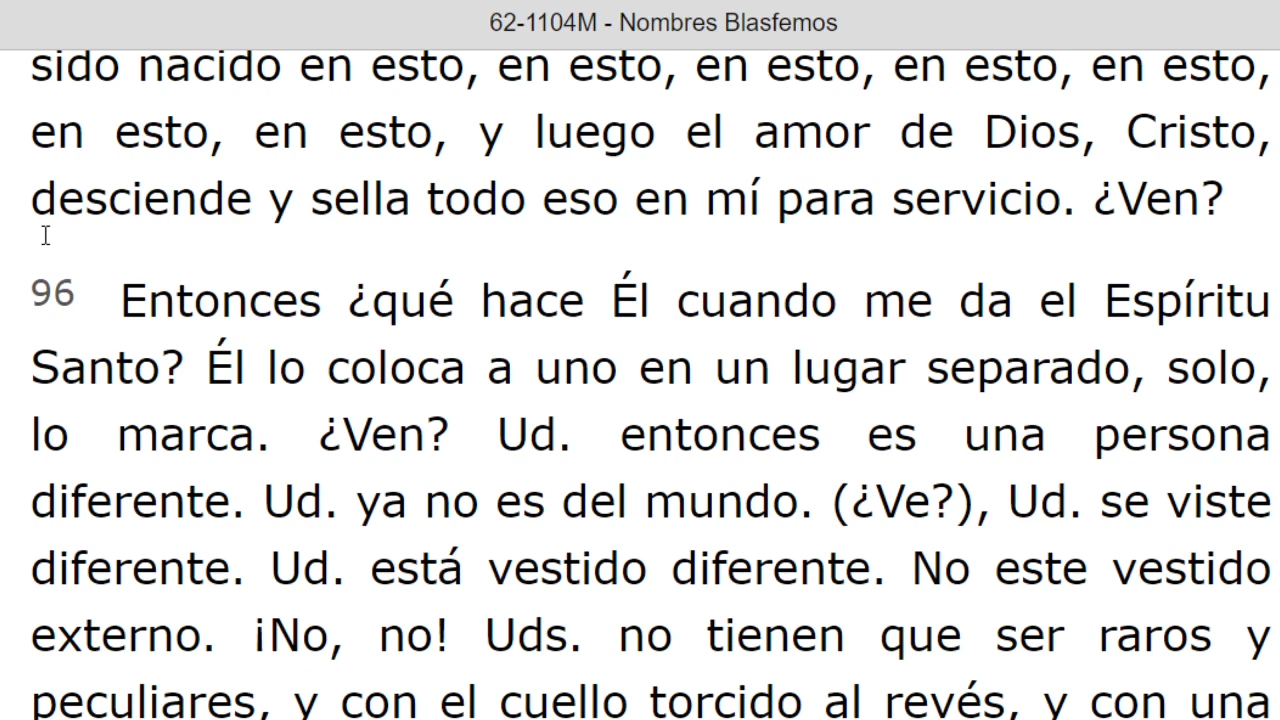 62-1104M - Nombres Blasfemos
sido nacido en esto, en esto, en esto, en esto, en esto,
en esto, en esto, y luego el amor de Dios, Cristo,
desciende y sella todo eso en mí para servicio. ¿Ven?
96 Entonces ¿qué hace Él cuando me da el Espíritu
Santo? Él lo coloca a uno en un lugar separado, solo,
lo marca. ¿Ven? Ud. entonces es una persona
diferente. Ud. ya no es del mundo. (¿Ve?), Ud. se viste
diferente. Ud. está vestido diferente. No este vestido
externo. ¡No, no! Uds. no tienen que ser raros y
peculiares, y con el cuello torcido al revés, y con una